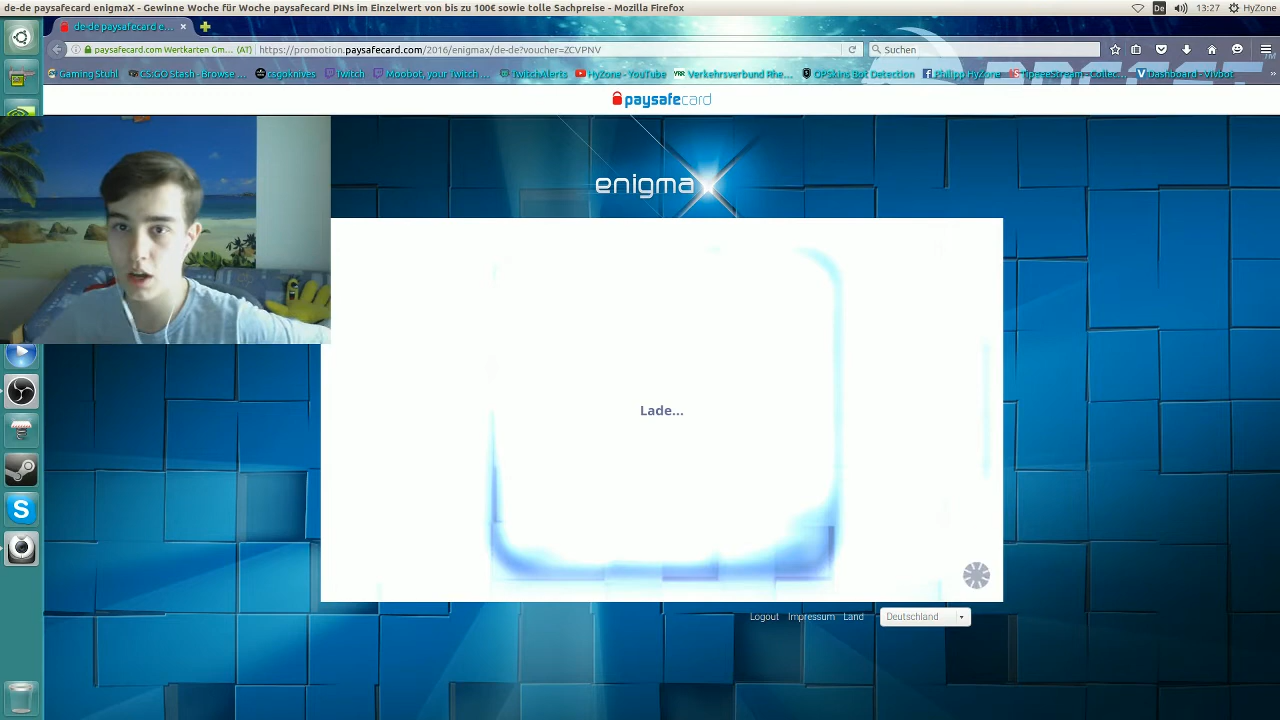 de-de paysafecard enigmaX - Gewinne Woche für Woche paysafecard PINs im Einzelwert von bis zu 100€ sowie tolle Sachpreise - Mozilla Firefox
De 13:27 HyZone
de-de paysafecard e...
paysafecard.com Wertkarten Gm... (AT) https://promotion.paysafecard.com/2016/enigmax/de-de?voucher=ZCVPNV Suchen
Gaming Stuhl CS:GO Stash - Browse ... csgoknives Twitch Moobot, your Twitch ... TwitchAlerts HyZone - YouTube Verkehrsverbund Rhe... OPSkins Bot Detection Philipp HyZone TipeeeStream - Collec... Dashboard - VivBot
paysafecard
enigmaX
Lade...
Logout Impressum Land Deutschland